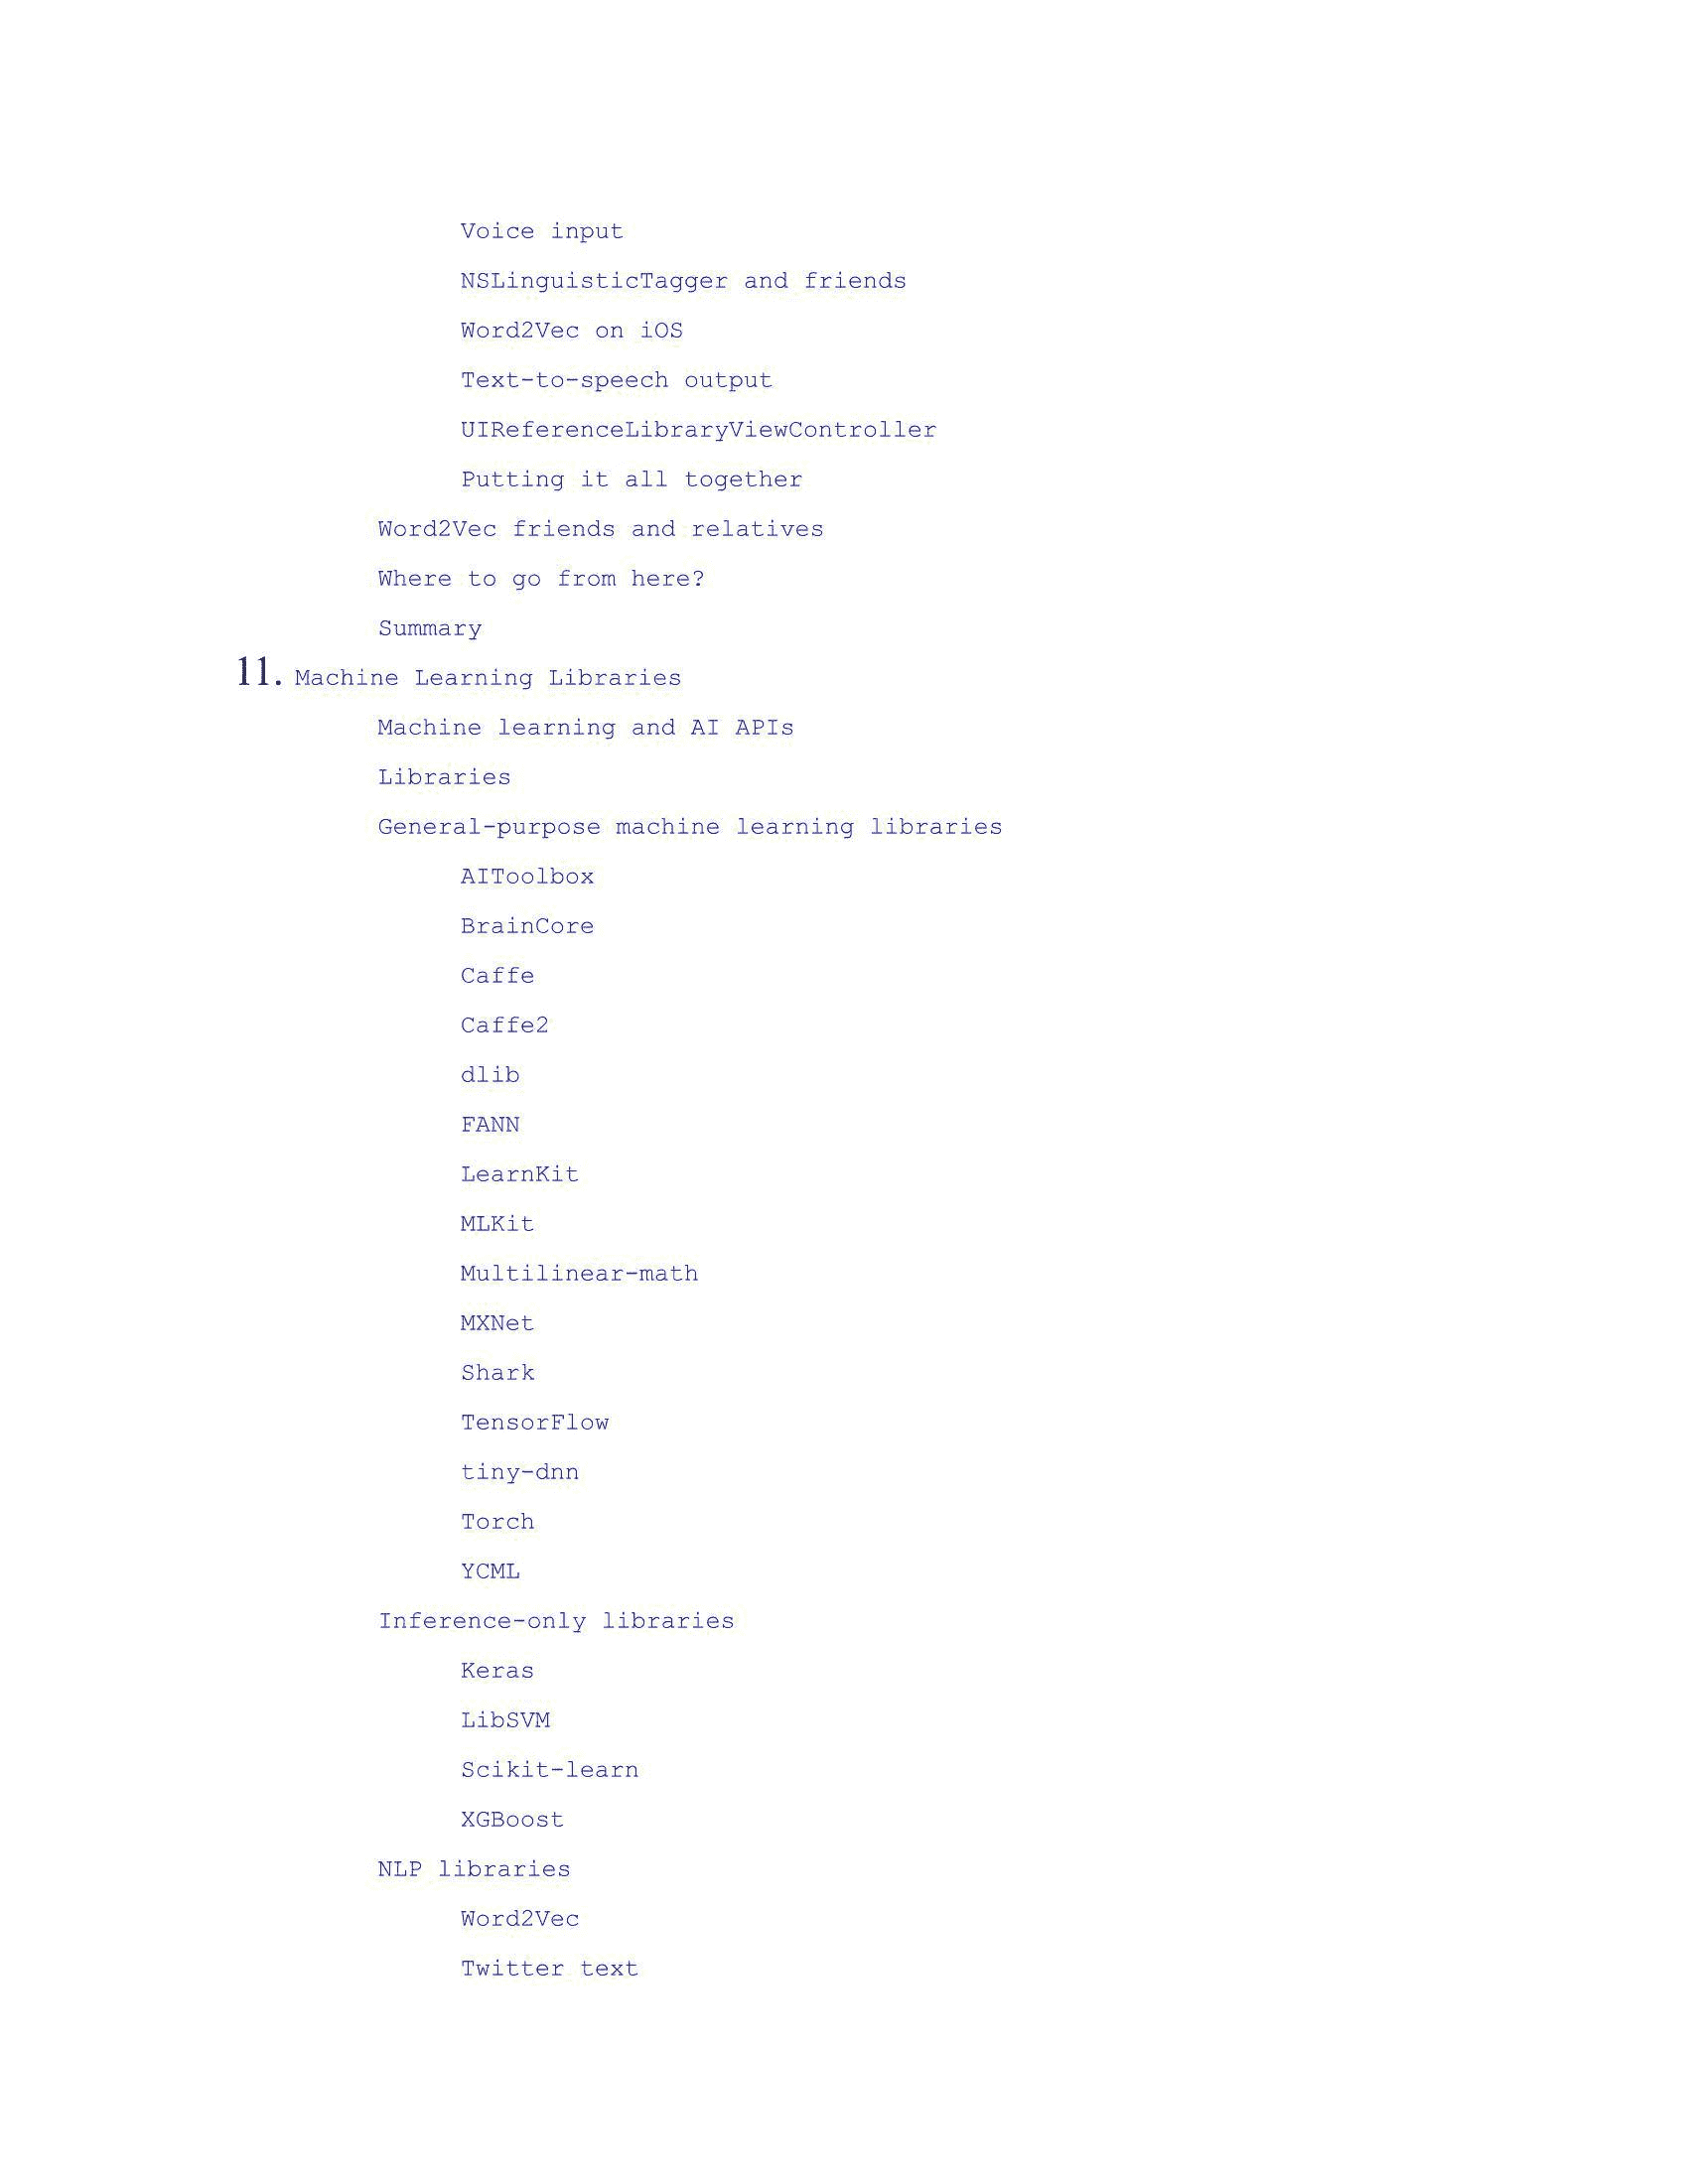 Voice input
NSLinguisticTagger and friends
Word2Vec on iOS
Text-to-speech output
UIReferenceLibraryViewController
Putting it all together
Word2Vec friends and relatives
Where to go from here?
Summary
11. Machine Learning Libraries
Machine learning and AI APIs
Libraries
General-purpose machine learning libraries
AIToolbox
BrainCore
Caffe
Caffe2
dlib
FANN
LearnKit
MLKit
Multilinear-math
MXNet
Shark
TensorFlow
tiny-dnn
Torch
YCML
Inference-only libraries
Keras
LibSVM
Scikit-learn
XGBoost
NLP libraries
Word2Vec
Twitter text